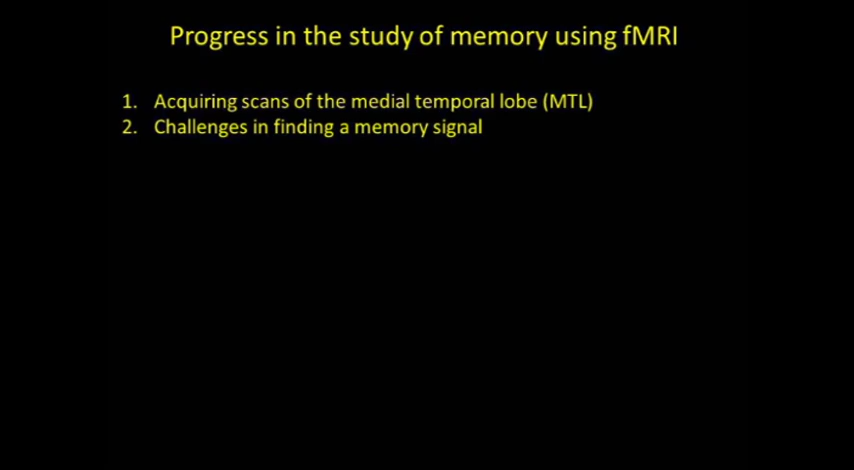 Progress in the study of memory using fMRI
1. Acquiring scans of the medial temporal lobe (MTL)
2. Challenges in finding a memory signal